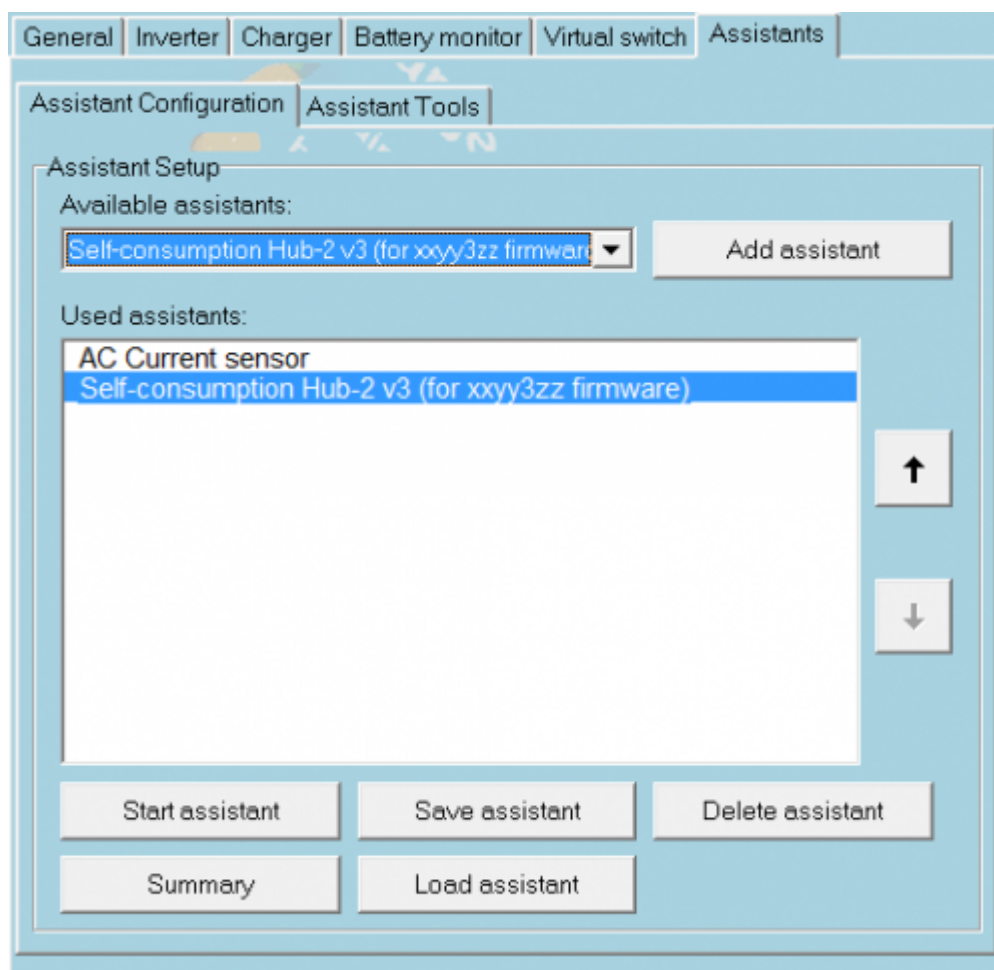 General Inverter Charger Battery monitor Virtual switch Assistants
Assistant Configuration Assistant Tools
Assistant Setup
Available assistants:
Self-consumption Hub-2 v3 (for xxyy3zz firmware
Add assistant
Used assistants:
AC Current sensor
Self-consumption Hub-2 v3 (for xxyy3zz firmware)
Start assistant Save assistant Delete assistant
Summary Load assistant